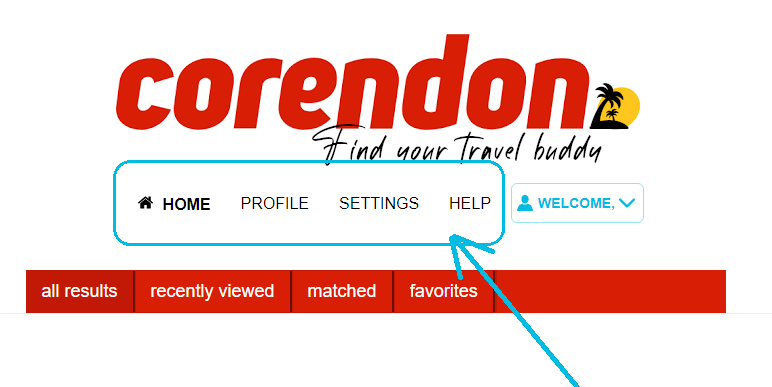 corendon
Find your travel buddy
HOME PROFILE SETTINGS HELP WELCOME,
all results recently viewed matched favorites